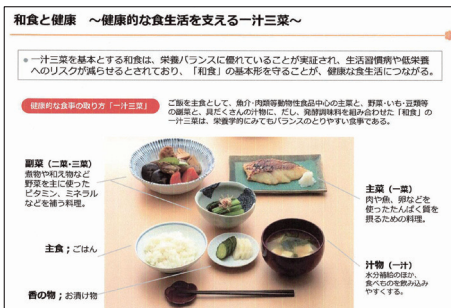 和食と健康　～健康的な食生活を支える一汁三菜～
● 一汁三菜を基本とする和食は、栄養バランスに優れていることが実証され、生活習慣病や低栄養
へのリスクが減らせるとされており、「和食」の基本形を守ることが、健康な食生活につながる。
健康的な食事の取り方「一汁三菜」
ご飯を主食として、魚介・肉類等動物性食品中心の主菜と、野菜・いも・豆類等
の副菜と、具だくさんの汁物に、だし、発酵調味料を組み合わせた「和食」の
一汁三菜は、栄養学的にみてもバランスのとりやすい食事である。
副菜（二菜・三菜）
煮物や和え物など
野菜を主に使った
ビタミン、ミネラル
などを補う料理。
主菜（一菜）
肉や魚、卵などを
使ったたんぱく質を
摂るための料理。
主食；ごはん
汁物（一汁）
水分補給のほか、
食べものを飲み込み
やすくする。
香の物；お漬け物